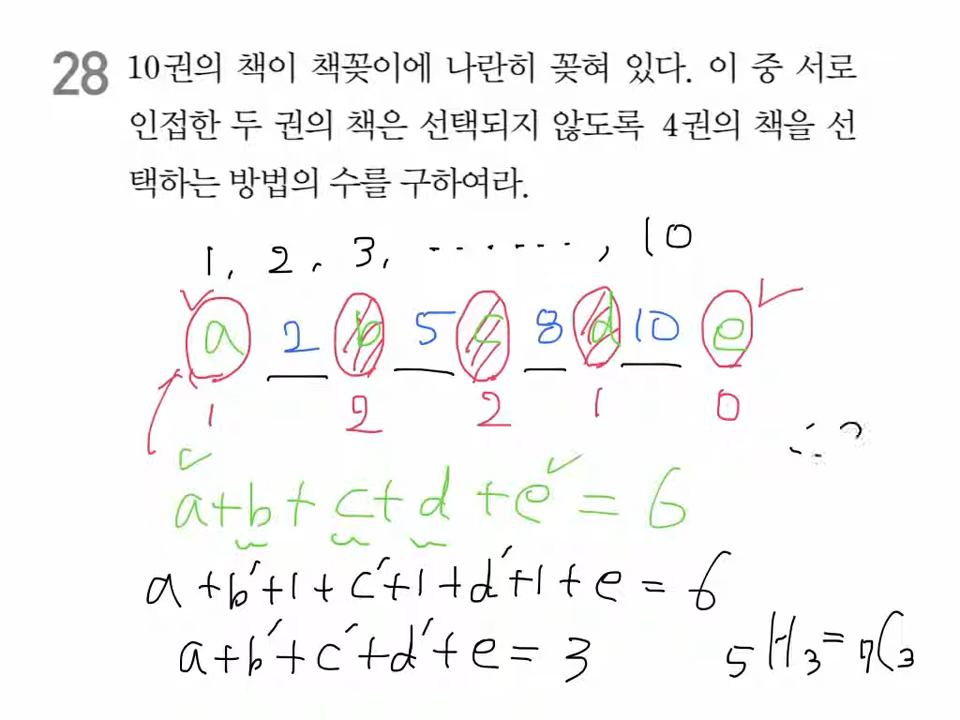 28 10권의 책이 책꽂이에 나란히 꽂혀 있다. 이 중 서로
인접한 두 권의 책은 선택되지 않도록 4권의 책을 선
택하는 방법의 수를 구하여라.
1, 2, 3, ......, 10
a 2 b 5 c 8 d 10 e
1 2 2 1 0
a+b+c+d+e=6
a+b'+1+c'+1+d'+1+e=6
a+b'+c'+d'+e=3 ₅H₃=₇C₃